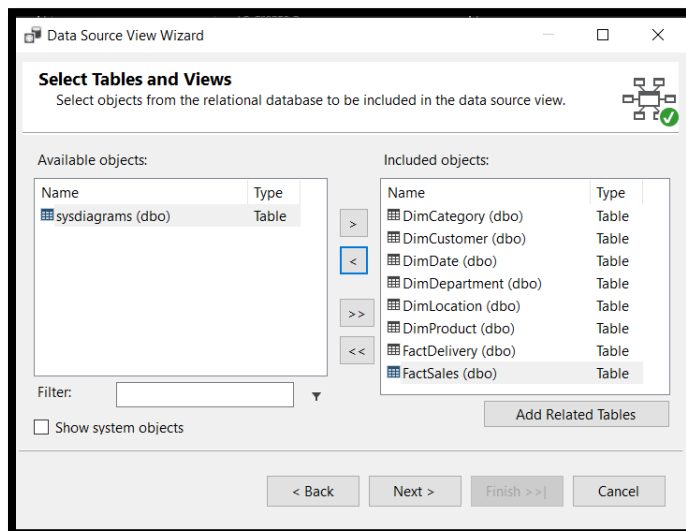 Data Source View Wizard
Select Tables and Views
Select objects from the relational database to be included in the data source view.
Available objects:
Name Type
sysdiagrams (dbo) Table
>
<
>>
<<
Included objects:
Name Type
DimCategory (dbo) Table
DimCustomer (dbo) Table
DimDate (dbo) Table
DimDepartment (dbo) Table
DimLocation (dbo) Table
DimProduct (dbo) Table
FactDelivery (dbo) Table
FactSales (dbo) Table
Filter:
Add Related Tables
Show system objects
< Back Next > Finish >>| Cancel